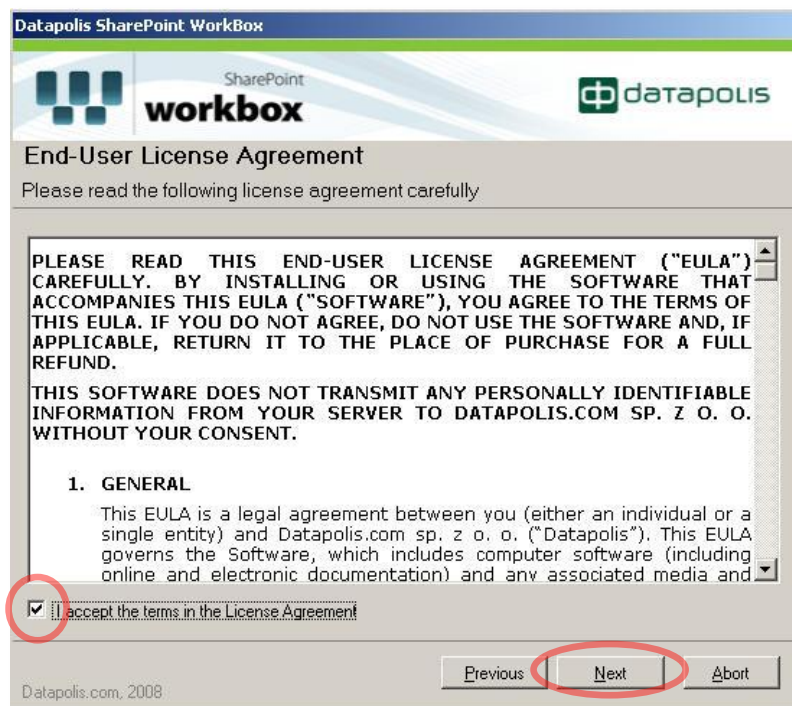 Datapolis SharePoint WorkBox
SharePoint
workbox
datapolis
End-User License Agreement
Please read the following license agreement carefully
PLEASE READ THIS END-USER LICENSE AGREEMENT ("EULA")
CAREFULLY. BY INSTALLING OR USING THE SOFTWARE THAT
ACCOMPANIES THIS EULA ("SOFTWARE"), YOU AGREE TO THE TERMS OF
THIS EULA. IF YOU DO NOT AGREE, DO NOT USE THE SOFTWARE AND, IF
APPLICABLE, RETURN IT TO THE PLACE OF PURCHASE FOR A FULL
REFUND.
THIS SOFTWARE DOES NOT TRANSMIT ANY PERSONALLY IDENTIFIABLE
INFORMATION FROM YOUR SERVER TO DATAPOLIS.COM SP. Z O. O.
WITHOUT YOUR CONSENT.
1. GENERAL
This EULA is a legal agreement between you (either an individual or a
single entity) and Datapolis.com sp. z o. o. ("Datapolis"). This EULA
governs the Software, which includes computer software (including
online and electronic documentation) and any associated media and
I accept the terms in the License Agreement
Previous Next Abort
Datapolis.com, 2008